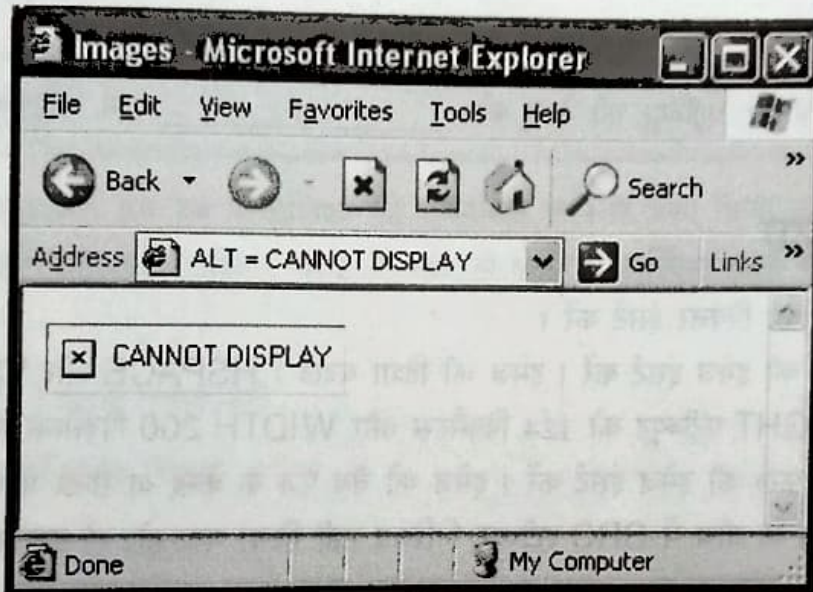 Images - Microsoft Internet Explorer
File Edit View Favorites Tools Help
Back Search »
Address ALT = CANNOT DISPLAY Go Links »
CANNOT DISPLAY
Done My Computer